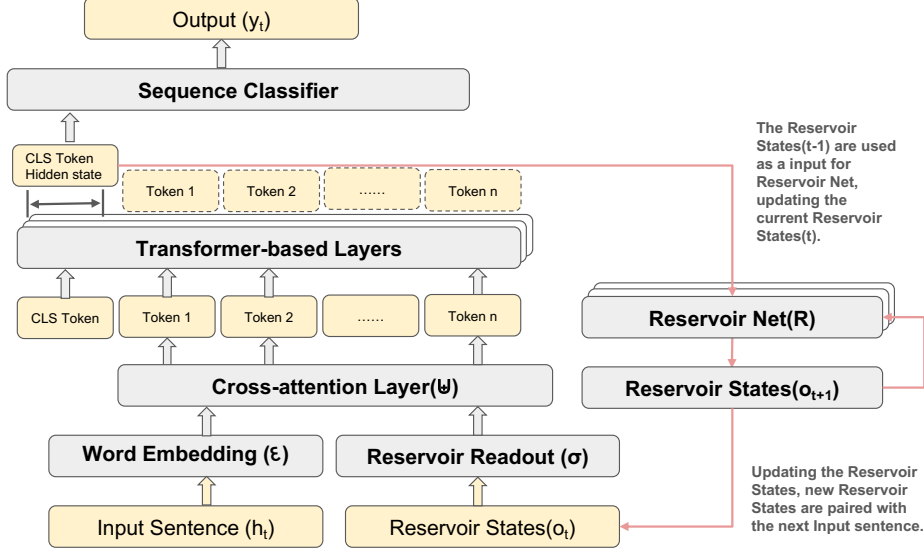 Output (yₜ)
Sequence Classifier
CLS Token
Hidden state
Token 1
Token 2
......
Token n
Transformer-based Layers
CLS Token
Token 1
Token 2
......
Token n
Cross-attention Layer(⊎)
Word Embedding (ε)
Reservoir Readout (σ)
Input Sentence (hₜ)
Reservoir States(oₜ)
The Reservoir
States(t-1) are used
as a input for
Reservoir Net,
updating the
current Reservoir
States(t).
Reservoir Net(R)
Reservoir States(oₜ₊₁)
Updating the Reservoir
States, new Reservoir
States are paired with
the next Input sentence.